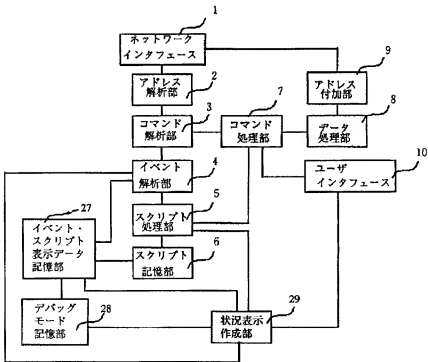 1
ネットワーク
インタフェース
9
アドレス
解析部
2
アドレス
付加部
3
7
8
コマンド
解析部
コマンド
処理部
データ
処理部
10
イベント
解析部
4
ユーザ
インタフェース
27
5
スクリプト
処理部
イベント・
スクリプト
表示データ
記憶部
6
スクリプト
記憶部
29
デバッグ
モード
記憶部
28
状況表示
作成部